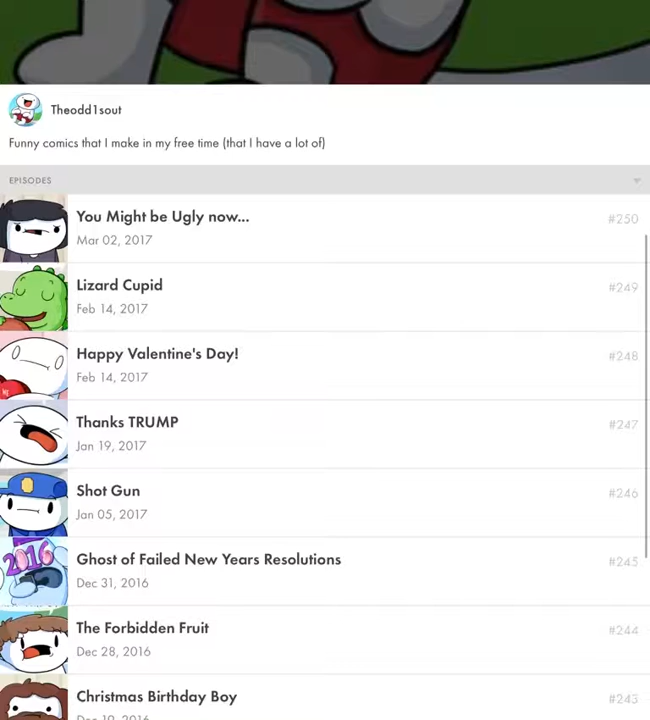 Theodd1sout
Funny comics that I make in my free time (that I have a lot of)
EPISODES
You Might be Ugly now...
#250
Mar 02, 2017
Lizard Cupid
#249
Feb 14, 2017
Happy Valentine's Day!
#248
Feb 14, 2017
Thanks TRUMP
#247
Jan 19, 2017
Shot Gun
#246
Jan 05, 2017
2016
Ghost of Failed New Years Resolutions
#245
Dec 31, 2016
The Forbidden Fruit
#244
Dec 28, 2016
Christmas Birthday Boy
#243
Dec 19, 2016